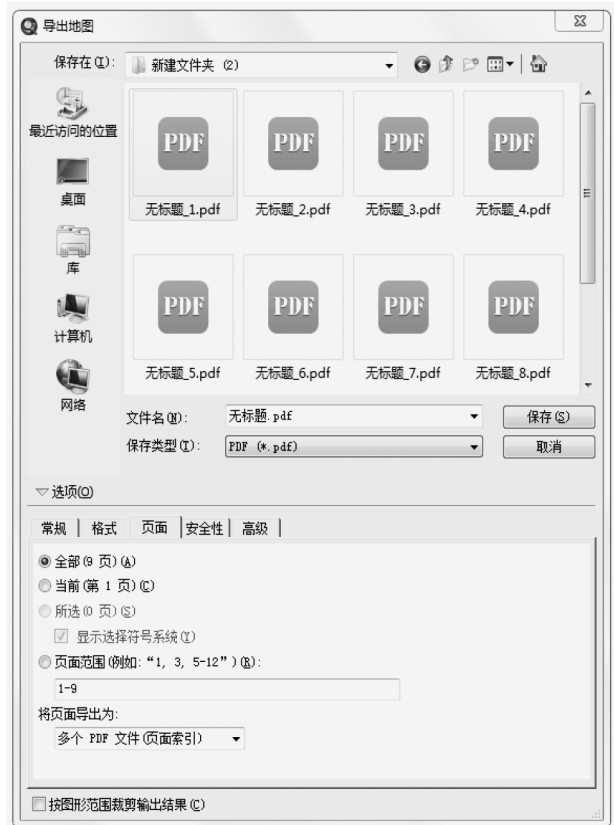 导出地图
保存在(I):
新建文件夹 (2)
最近访问的位置
桌面
库
计算机
网络
PDF PDF PDF PDF
无标题_1.pdf 无标题_2.pdf 无标题_3.pdf 无标题_4.pdf
PDF PDF PDF PDF
无标题_5.pdf 无标题_6.pdf 无标题_7.pdf 无标题_8.pdf
文件名(N): 无标题.pdf 保存(S)
保存类型(T): PDF (*.pdf) 取消
选项(O)
常规 格式 页面 安全性 高级
全部(9 页)(A)
当前(第 1 页)(C)
所选(0 页)(S)
显示选择符号系统(Y)
页面范围(例如:“1, 3, 5-12”)(R):
1-9
将页面导出为:
多个 PDF 文件(页面索引)
按图形范围裁剪输出结果(C)